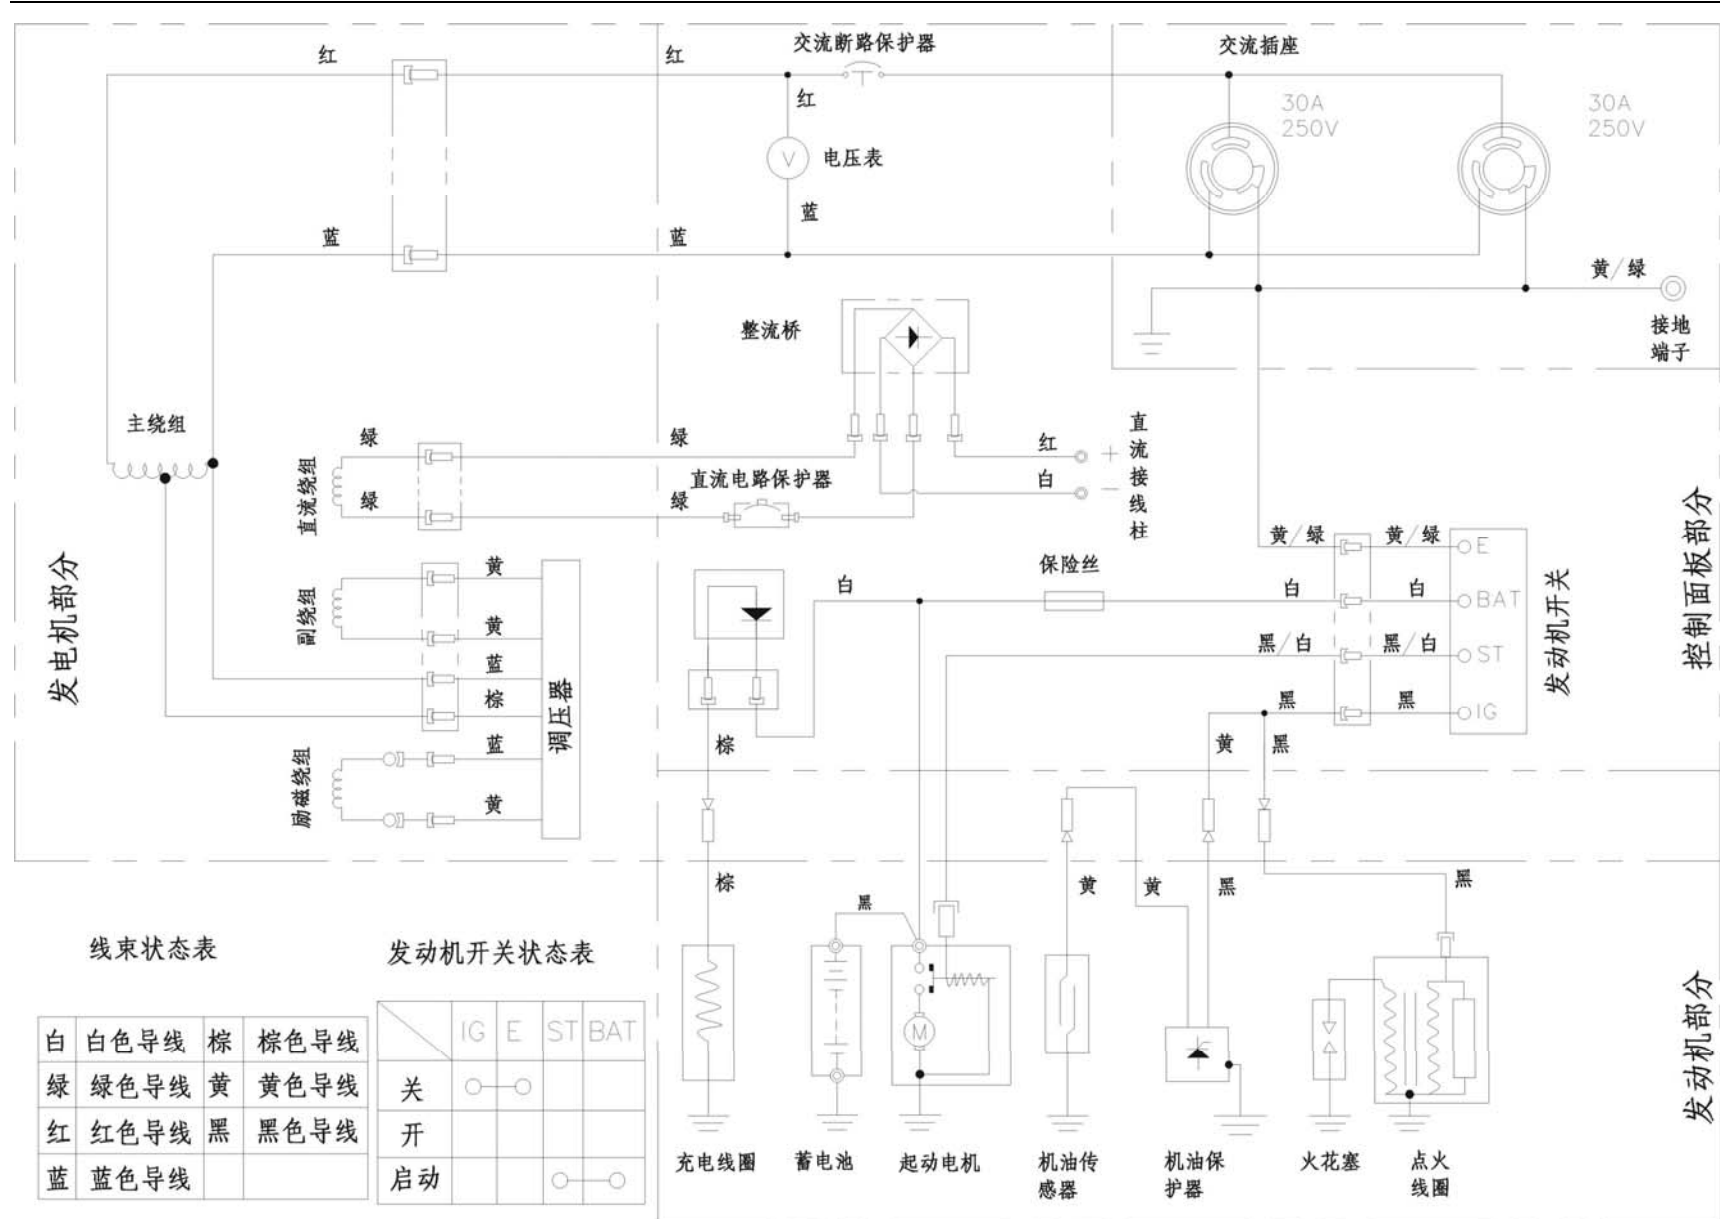 红
红
交流断路保护器
交流插座
红
30A
250V
30A
250V
V
电压表
蓝
蓝
蓝
黄/绿
接地
端子
整流桥
主绕组
绿
绿
红
+
白
-
直流接线柱
直流绕组
绿
绿
直流电路保护器
黄/绿
黄/绿
E
保险丝
白
白
白
BAT
副绕组
黄
黄
黑/白
黑/白
ST
蓝
棕
黑
黑
IG
发动机开关
调压器
励磁绕组
蓝
黄
棕
黄
黑
发电机部分
控制面板部分
棕
黑
黄
黄
黑
黑
M
发动机部分
充电线圈
蓄电池
起动电机
机油传
感器
机油保
护器
火花塞
点火
线圈
线束状态表
白 白色导线 棕 棕色导线
绿 绿色导线 黄 黄色导线
红 红色导线 黑 黑色导线
蓝 蓝色导线
发动机开关状态表
IG E ST BAT
关
开
启动